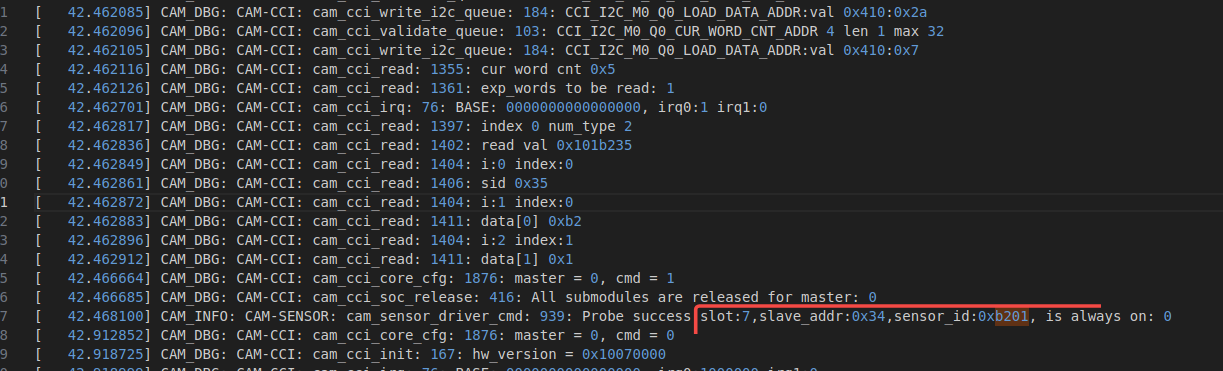 1 [   42.462085] CAM_DBG: CAM-CCI: cam_cci_write_i2c_queue: 184: CCI_I2C_M0_Q0_LOAD_DATA_ADDR:val 0x410:0x2a
2 [   42.462096] CAM_DBG: CAM-CCI: cam_cci_validate_queue: 103: CCI_I2C_M0_Q0_CUR_WORD_CNT_ADDR 4 len 1 max 32
3 [   42.462105] CAM_DBG: CAM-CCI: cam_cci_write_i2c_queue: 184: CCI_I2C_M0_Q0_LOAD_DATA_ADDR:val 0x410:0x7
4 [   42.462116] CAM_DBG: CAM-CCI: cam_cci_read: 1355: cur word cnt 0x5
5 [   42.462126] CAM_DBG: CAM-CCI: cam_cci_read: 1361: exp_words to be read: 1
6 [   42.462701] CAM_DBG: CAM-CCI: cam_cci_irq: 76: BASE: 0000000000000000, irq0:1 irq1:0
7 [   42.462817] CAM_DBG: CAM-CCI: cam_cci_read: 1397: index 0 num_type 2
8 [   42.462836] CAM_DBG: CAM-CCI: cam_cci_read: 1402: read val 0x101b235
9 [   42.462849] CAM_DBG: CAM-CCI: cam_cci_read: 1404: i:0 index:0
0 [   42.462861] CAM_DBG: CAM-CCI: cam_cci_read: 1406: sid 0x35
1 [   42.462872] CAM_DBG: CAM-CCI: cam_cci_read: 1404: i:1 index:0
2 [   42.462883] CAM_DBG: CAM-CCI: cam_cci_read: 1411: data[0] 0xb2
3 [   42.462896] CAM_DBG: CAM-CCI: cam_cci_read: 1404: i:2 index:1
4 [   42.462912] CAM_DBG: CAM-CCI: cam_cci_read: 1411: data[1] 0x1
5 [   42.466664] CAM_DBG: CAM-CCI: cam_cci_core_cfg: 1876: master = 0, cmd = 1
6 [   42.466685] CAM_DBG: CAM-CCI: cam_cci_soc_release: 416: All submodules are released for master: 0
7 [   42.468100] CAM_INFO: CAM-SENSOR: cam_sensor_driver_cmd: 939: Probe success,slot:7,slave_addr:0x34,sensor_id:0xb201, is always on: 0
8 [   42.912852] CAM_DBG: CAM-CCI: cam_cci_core_cfg: 1876: master = 0, cmd = 0
9 [   42.918725] CAM_DBG: CAM-CCI: cam_cci_init: 167: hw_version = 0x10070000